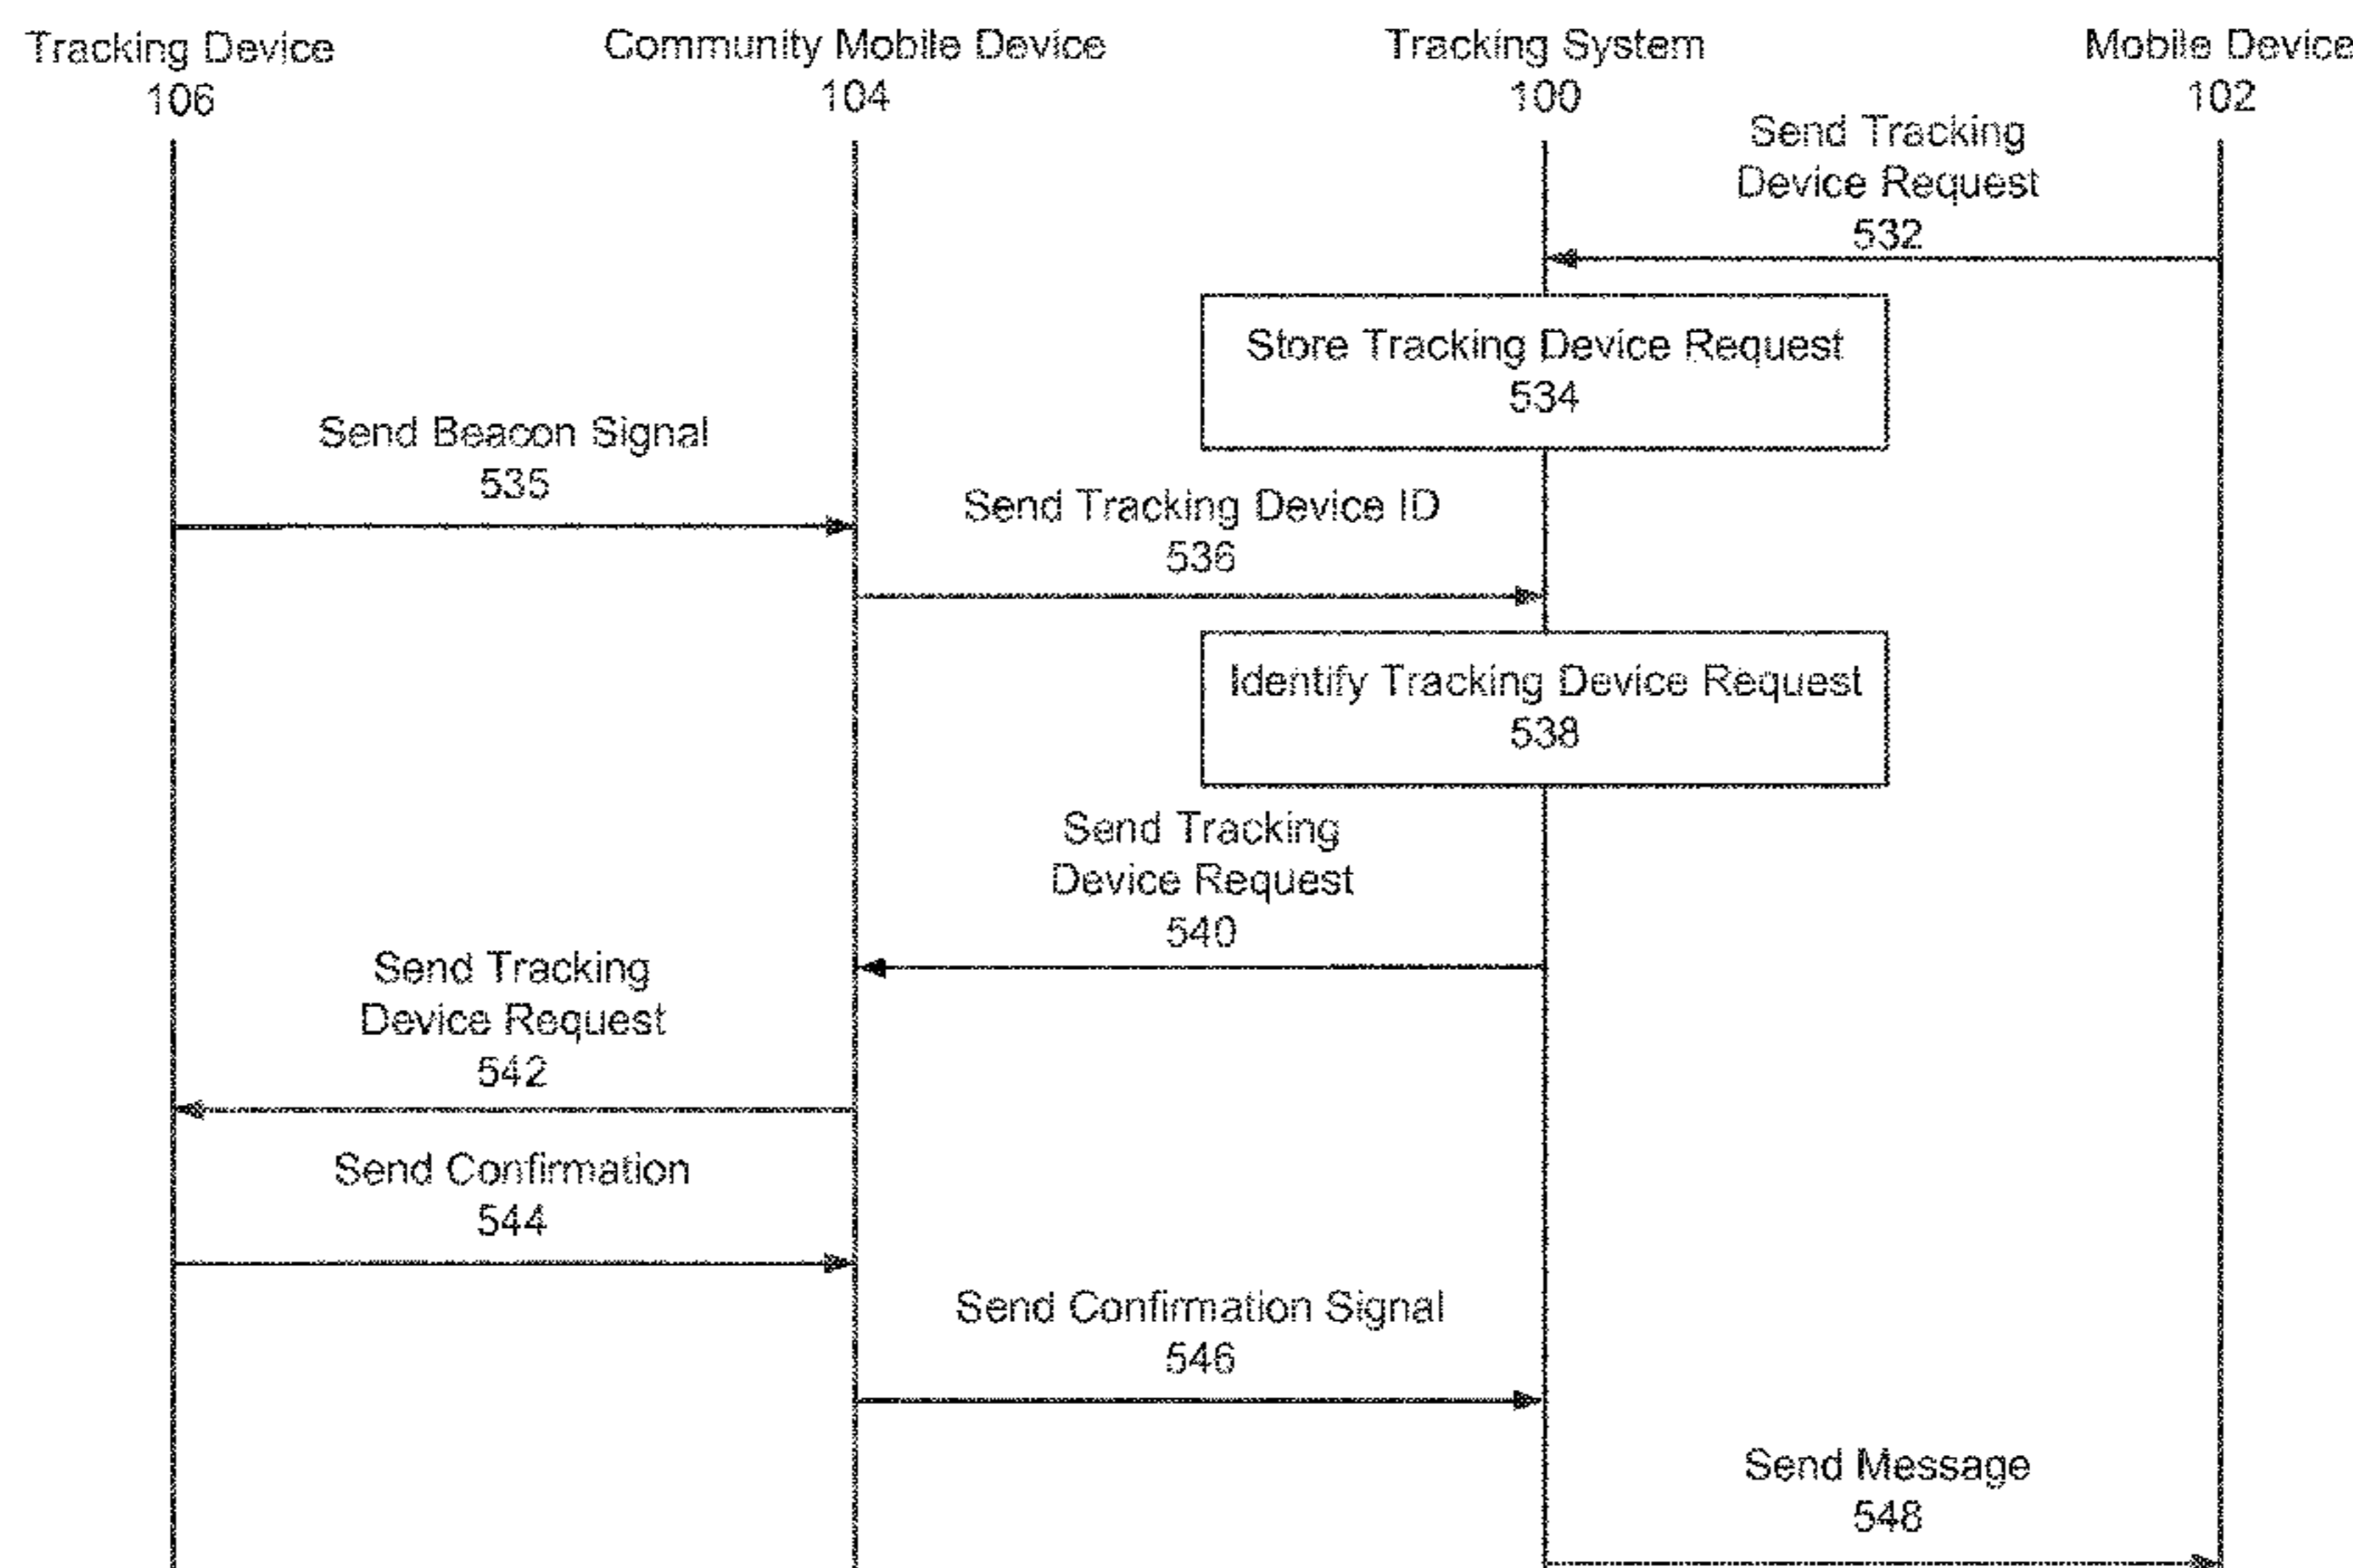 Tracking Device
106
Community Mobile Device
104
Tracking System
100
Mobile Device
102
Send Tracking
Device Request
532
Store Tracking Device Request
534
Send Beacon Signal
535
Send Tracking Device ID
536
Identify Tracking Device Request
538
Send Tracking
Device Request
540
Send Tracking
Device Request
542
Send Confirmation
544
Send Confirmation Signal
546
Send Message
548